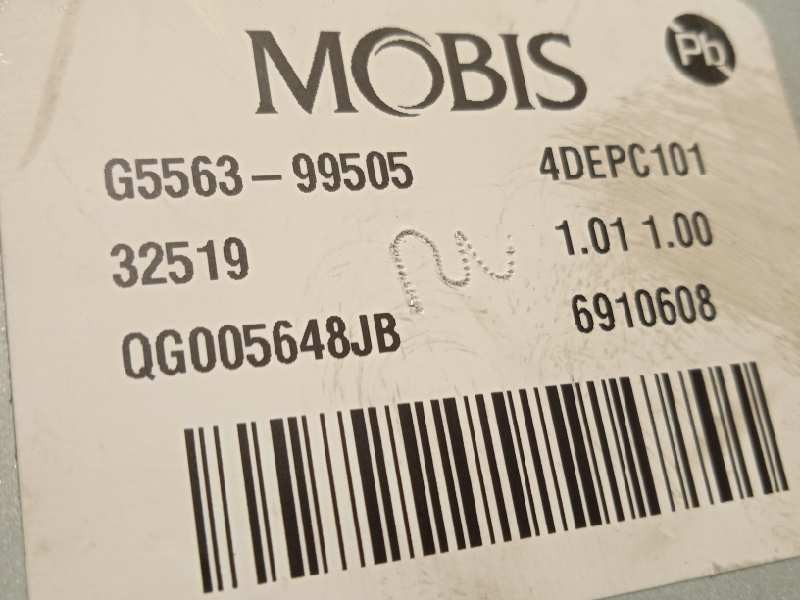 MOBIS
Pb
G5563-99505
4DEPC101
32519
1.01 1.00
QG005648JB
6910608